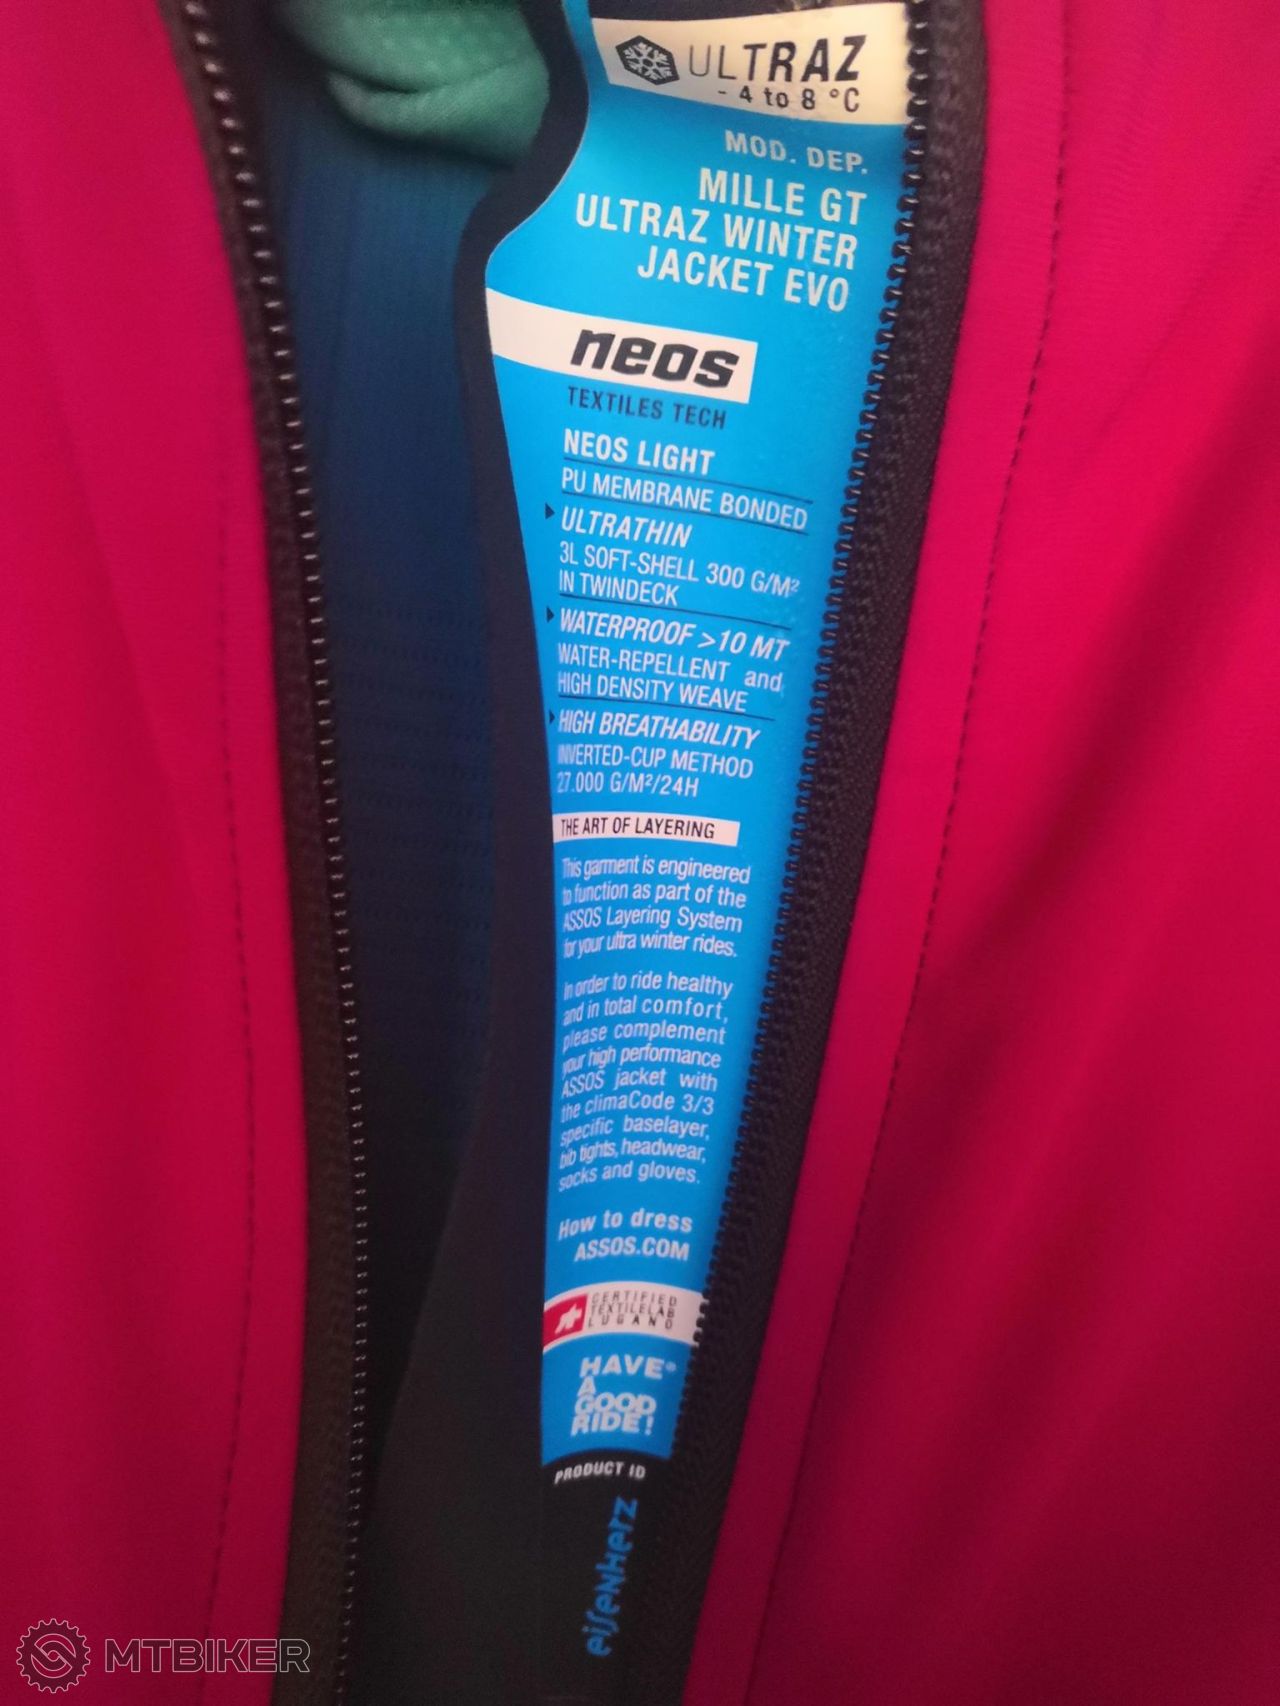 ULTRAZ
- 4 to 8 °C
MOD. DEP.
MILLE GT
ULTRAZ WINTER
JACKET EVO
neos
TEXTILES TECH
NEOS LIGHT
PU MEMBRANE BONDED
ULTRATHIN
3L SOFT-SHELL 300 G/M²
IN TWINDECK
WATERPROOF >10 MT
WATER-REPELLENT and
HIGH DENSITY WEAVE
HIGH BREATHABILITY
INVERTED-CUP METHOD
27.000 G/M²/24H
THE ART OF LAYERING
This garment is engineered
to function as part of the
ASSOS Layering System
for your ultra winter rides.
In order to ride healthy
and in total comfort,
please complement
your high performance
ASSOS jacket with
the climaCode 3/3
specific baselayer,
bib tights, headwear,
socks and gloves.
How to dress
ASSOS.COM
CERTIFIED
TEXTILELAB
LUGANO
HAVE®
A
GOOD
RIDE!
PRODUCT ID
eisenherz
MTBIKER